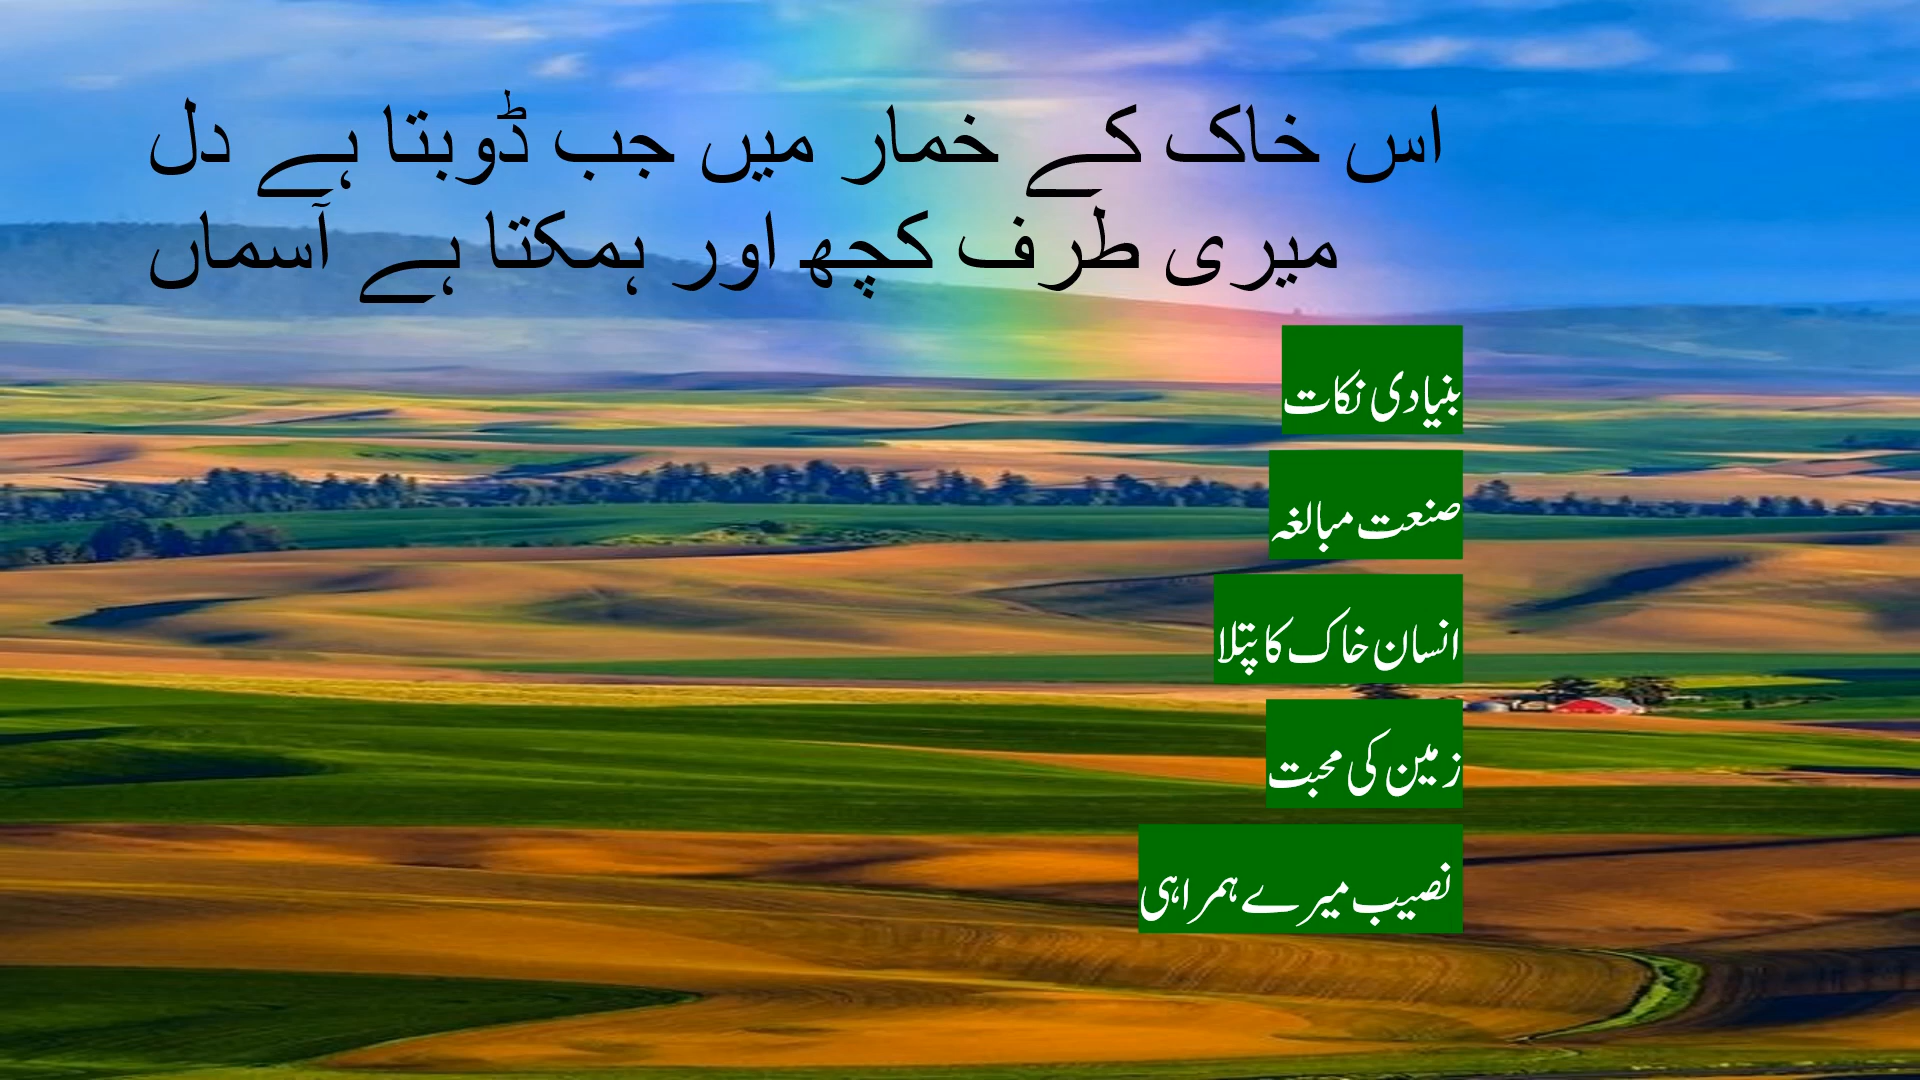 اس خاک کے خمار میں جب ڈوبتا ہے دل
میری طرف کچھ اور ہمکتا ہے آسماں
بنیادی نکات
صنعت مبالغہ
انسان خاک کا پتلا
زمین کی محبت
نصیب میرے ہمراہی